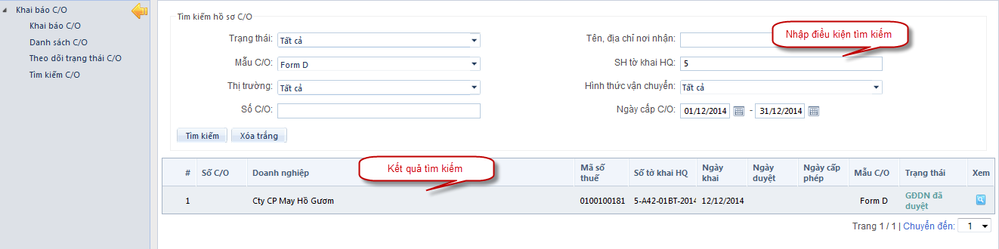 Khai báo C/O
Khai báo C/O
Danh sách C/O
Theo dõi trạng thái C/O
Tìm kiếm C/O
Tìm kiếm hồ sơ C/O
Trạng thái: Tất cả
Tên, địa chỉ nơi nhận:
Nhập điều kiện tìm kiếm
Mẫu C/O: Form D
SH tờ khai HQ: 5
Thị trường: Tất cả
Hình thức vận chuyển: Tất cả
Số C/O:
Ngày cấp C/O: 01/12/2014 - 31/12/2014
Tìm kiếm Xóa trắng
Kết quả tìm kiếm
# Số C/O Doanh nghiệp Mã số thuế Số tờ khai HQ Ngày khai Ngày duyệt Ngày cấp phép Mẫu C/O Trạng thái Xem
1 Cty CP May Hồ Gươm 0100100181 5-A42-01BT-2014 12/12/2014 Form D GĐDN đã duyệt
Trang 1 / 1 | Chuyển đến: 1